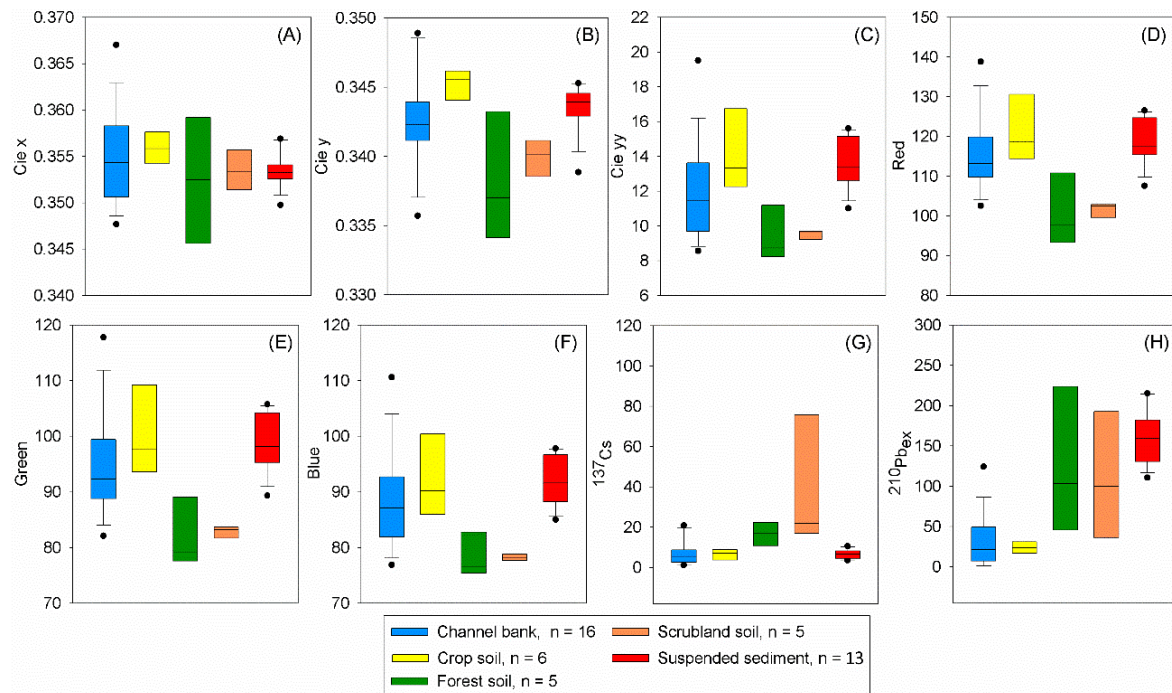 0.370
0.365
0.360
0.355
0.350
0.345
0.340
Cie x
(A)
0.350
0.345
0.340
0.335
0.330
Cie y
(B)
22
20
18
16
14
12
10
8
6
Cie yy
(C)
150
140
130
120
110
100
90
80
Red
(D)
120
110
100
90
80
70
Green
(E)
120
110
100
90
80
70
Blue
(F)
120
100
80
60
40
20
0
137Cs
(G)
300
250
200
150
100
50
0
210Pbex
(H)
Channel bank, n = 16
Scrubland soil, n = 5
Crop soil, n = 6
Suspended sediment, n = 13
Forest soil, n = 5